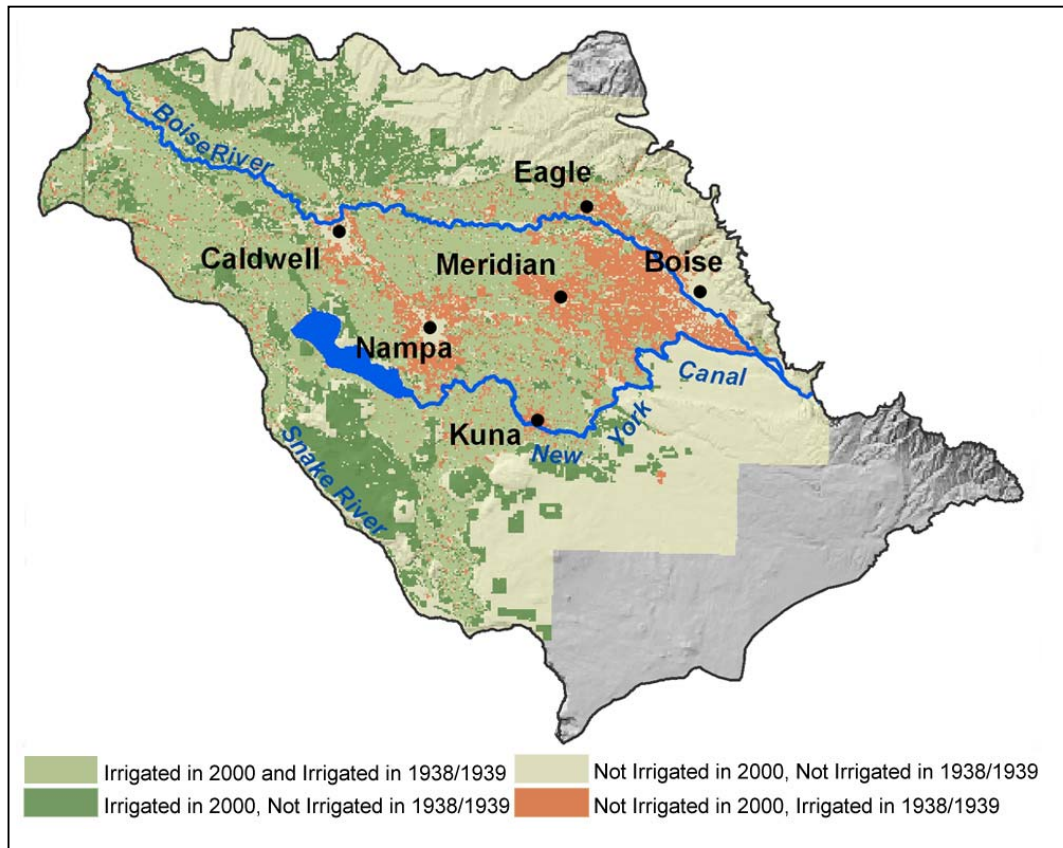 Boise River
Eagle
Caldwell
Meridian
Boise
Nampa
Canal
Kuna
York
New
Snake River
Irrigated in 2000 and Irrigated in 1938/1939
Not Irrigated in 2000, Not Irrigated in 1938/1939
Irrigated in 2000, Not Irrigated in 1938/1939
Not Irrigated in 2000, Irrigated in 1938/1939